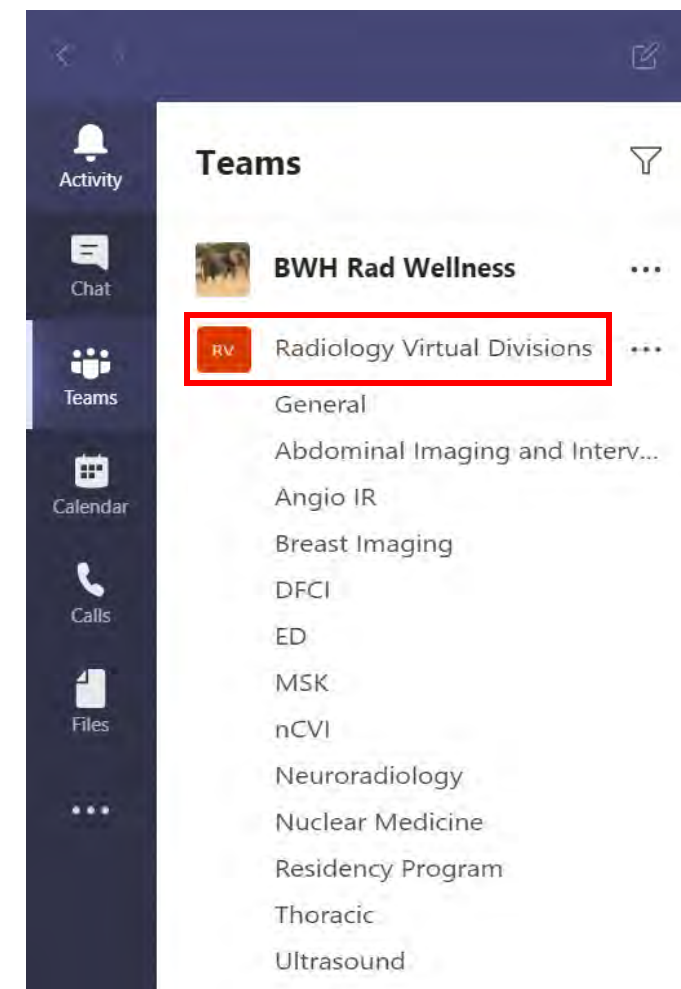 Activity
Chat
Teams
Calendar
Calls
Files
Teams
BWH Rad Wellness
RV Radiology Virtual Divisions
General
Abdominal Imaging and Interv...
Angio IR
Breast Imaging
DFCI
ED
MSK
nCVI
Neuroradiology
Nuclear Medicine
Residency Program
Thoracic
Ultrasound